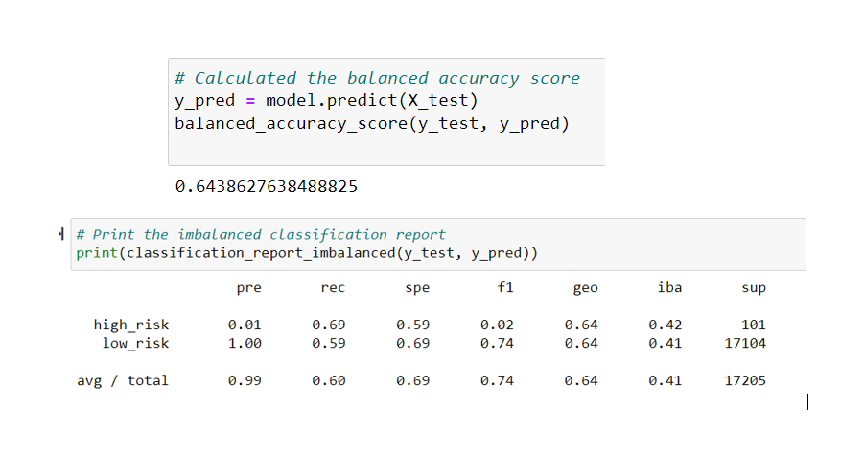 # Calculated the balanced accuracy score
y_pred = model.predict(X_test)
balanced_accuracy_score(y_test, y_pred)
0.6438627638488825
# Print the imbalanced classification report
print(classification_report_imbalanced(y_test, y_pred))
pre rec spe f1 geo iba sup
high_risk 0.01 0.69 0.59 0.02 0.64 0.42 101
low_risk 1.00 0.59 0.69 0.74 0.64 0.41 17104
avg / total 0.99 0.60 0.69 0.74 0.64 0.41 17205